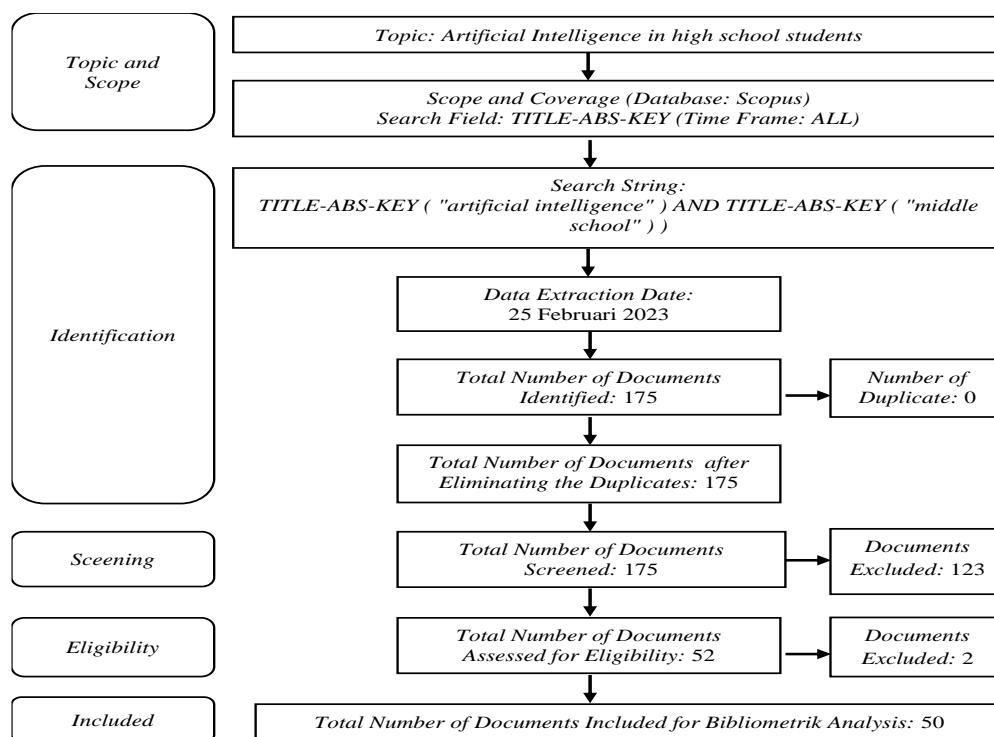 Topic and
Scope
Topic: Artificial Intelligence in high school students
Scope and Coverage (Database: Scopus)
Search Field: TITLE-ABS-KEY (Time Frame: ALL)
Identification
Search String:
TITLE-ABS-KEY ( "artificial intelligence" ) AND TITLE-ABS-KEY ( "middle
school" ) )
Data Extraction Date:
25 Februari 2023
Total Number of Documents
Identified: 175
Number of
Duplicate: 0
Total Number of Documents after
Eliminating the Duplicates: 175
Sceening
Total Number of Documents
Screened: 175
Documents
Excluded: 123
Eligibility
Total Number of Documents
Assessed for Eligibility: 52
Documents
Excluded: 2
Included
Total Number of Documents Included for Bibliometrik Analysis: 50